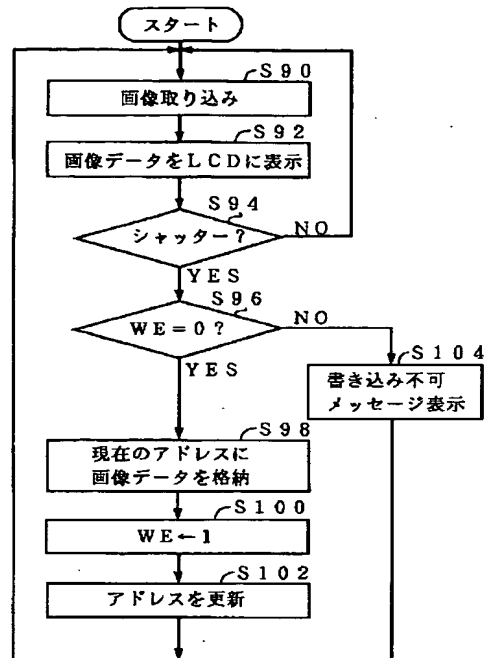 スタート
S90
画像取り込み
S92
画像データをLCDに表示
S94
シャッター?
NO
YES
S96
WE=0?
NO
YES
S104
書き込み不可
メッセージ表示
S98
現在のアドレスに
画像データを格納
S100
WE←1
S102
アドレスを更新